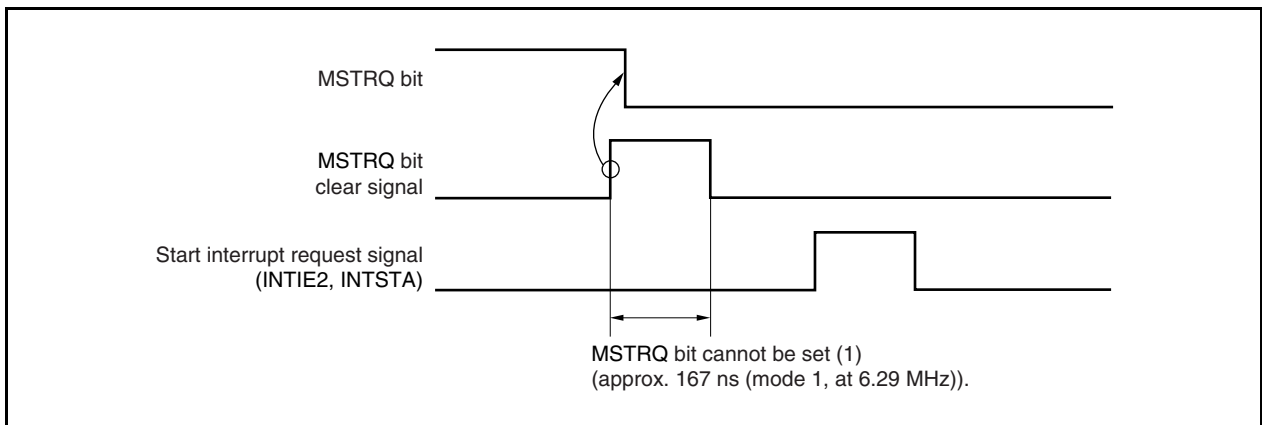 MSTRQ bit
MSTRQ bit
clear signal
Start interrupt request signal
(INTIE2, INTSTA)
MSTRQ bit cannot be set (1)
(approx. 167 ns (mode 1, at 6.29 MHz)).